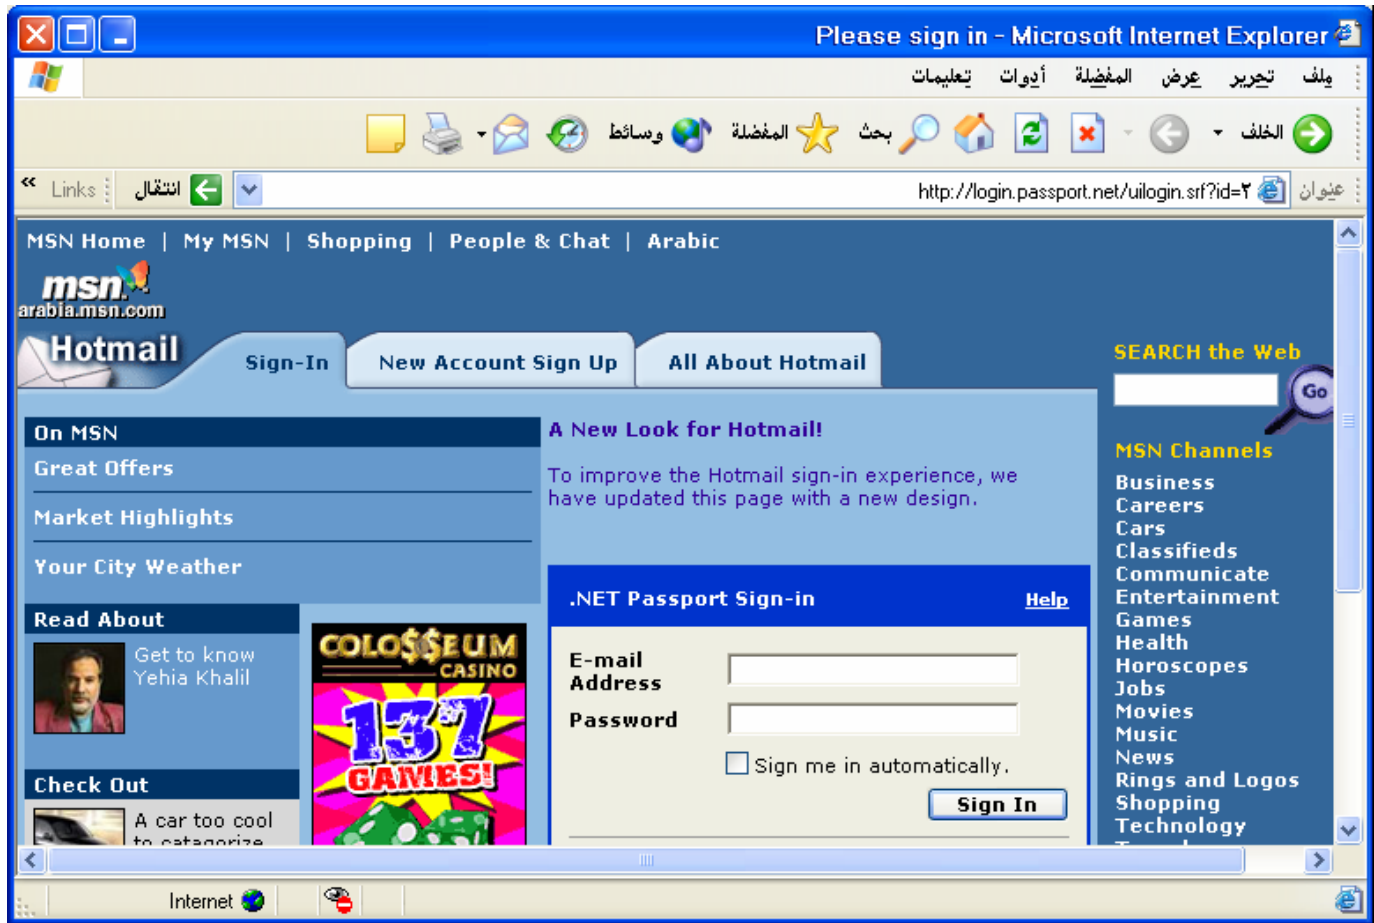 Please sign in - Microsoft Internet Explorer
ملف تحرير عرض المفضلة أدوات تعليمات
الخلف بحث المفضلة وسائط
عنوان http://login.passport.net/uilogin.srf?id=٢ انتقال Links »
MSN Home | My MSN | Shopping | People & Chat | Arabic
msn
arabia.msn.com
Hotmail
Sign-In New Account Sign Up All About Hotmail
On MSN
Great Offers
Market Highlights
Your City Weather
Read About
Get to know
Yehia Khalil
Check Out
A car too cool
to catagorize
COLO$$EUM
CASINO
137
GAMES!
A New Look for Hotmail!
To improve the Hotmail sign-in experience, we
have updated this page with a new design.
.NET Passport Sign-in Help
E-mail
Address
Password
Sign me in automatically.
Sign In
SEARCH the Web
Go
MSN Channels
Business
Careers
Cars
Classifieds
Communicate
Entertainment
Games
Health
Horoscopes
Jobs
Movies
Music
News
Rings and Logos
Shopping
Technology
Internet